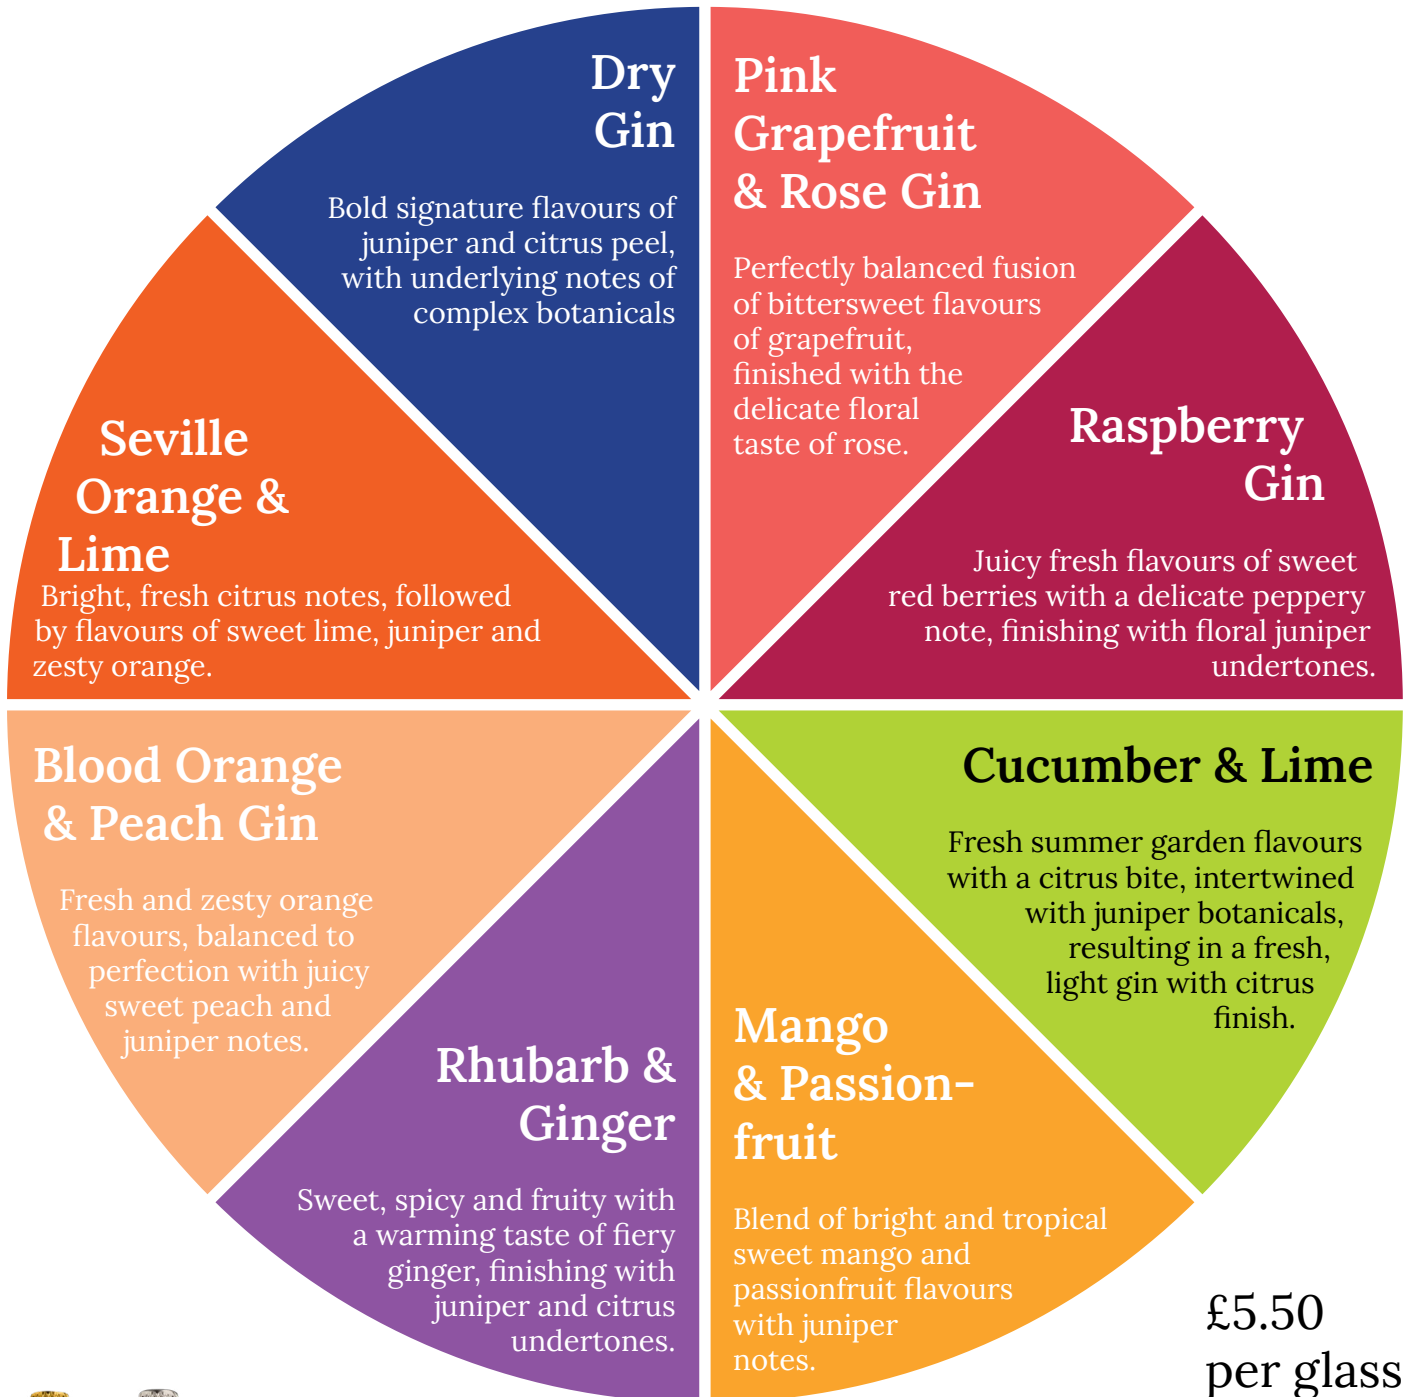 Dry
Gin
Bold signature flavours of
juniper and citrus peel,
with underlying notes of
complex botanicals
Pink
Grapefruit
& Rose Gin
Perfectly balanced fusion
of bittersweet flavours
of grapefruit,
finished with the
delicate floral
taste of rose.
Raspberry
Gin
Juicy fresh flavours of sweet
red berries with a delicate peppery
note, finishing with floral juniper
undertones.
Seville
Orange &
Lime
Bright, fresh citrus notes, followed
by flavours of sweet lime, juniper and
zesty orange.
Blood Orange
& Peach Gin
Fresh and zesty orange
flavours, balanced to
perfection with juicy
sweet peach and
juniper notes.
Cucumber & Lime
Fresh summer garden flavours
with a citrus bite, intertwined
with juniper botanicals,
resulting in a fresh,
light gin with citrus
finish.
Rhubarb &
Ginger
Sweet, spicy and fruity with
a warming taste of fiery
ginger, finishing with
juniper and citrus
undertones.
Mango
& Passion-
fruit
Blend of bright and tropical
sweet mango and
passionfruit flavours
with juniper
notes.
£5.50
per glass